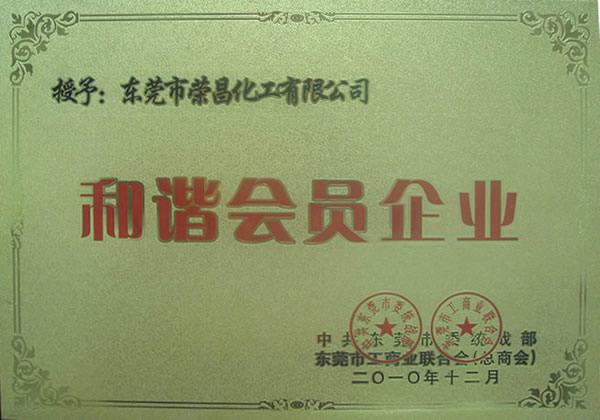 授予：东莞市荣昌化工有限公司
和谐会员企业
中共东莞市委统战部
东莞市工商业联合会(总商会)
二〇一〇年十二月